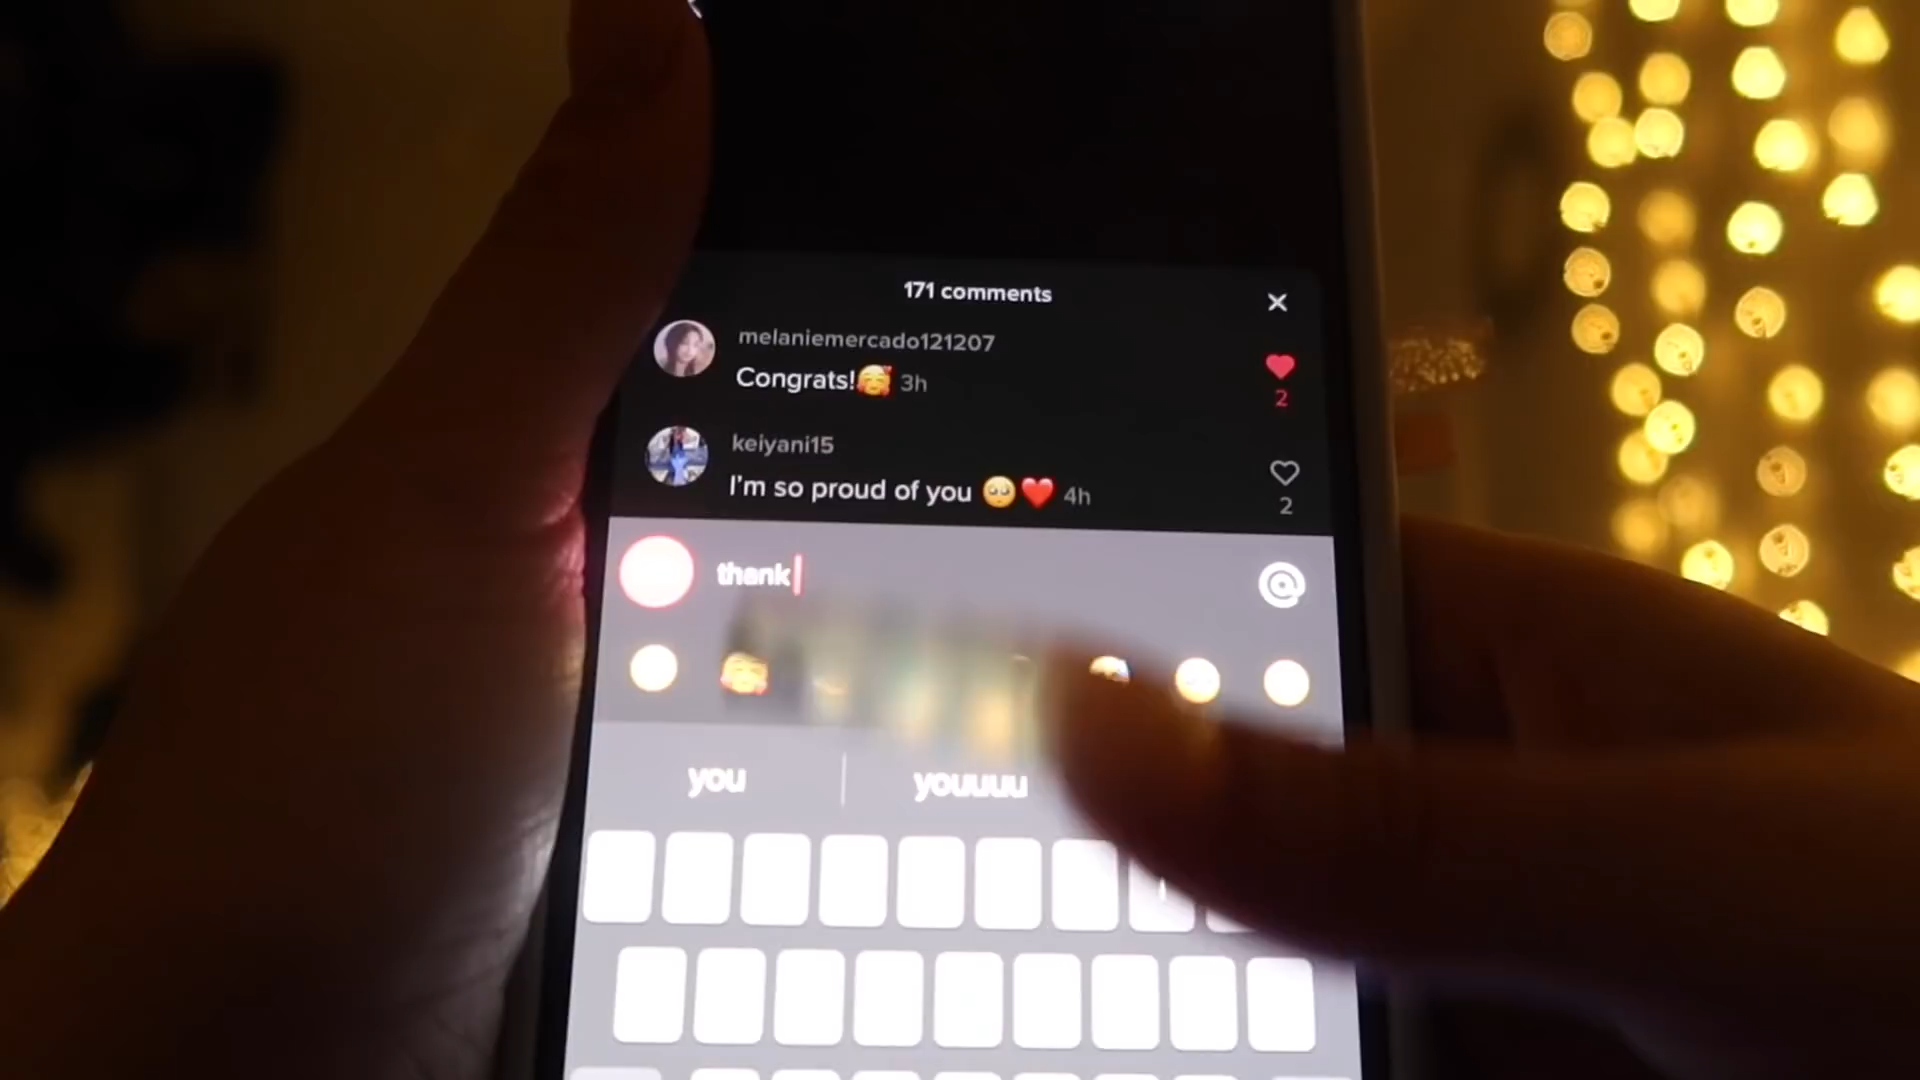 171 comments
melaniemercado121207
Congrats!🥰 3h
2
keiyani15
I'm so proud of you 🥺❤️ 4h
2
thank
you youuuu